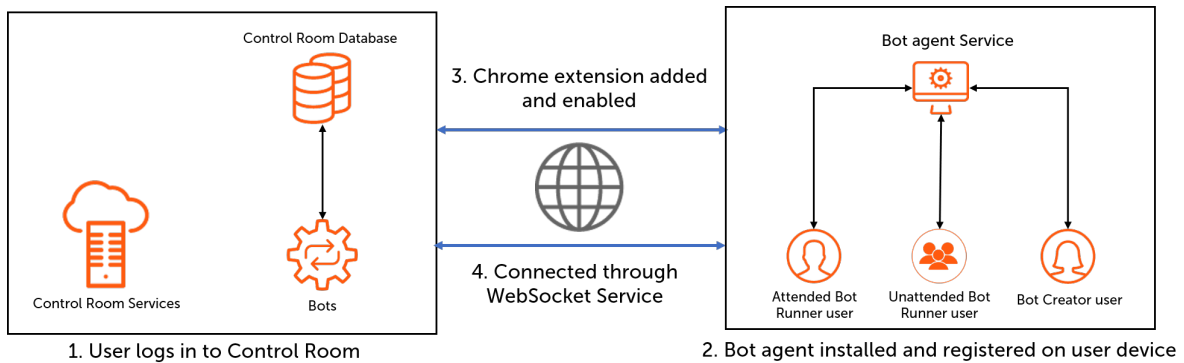 Control Room Database
Control Room Services
Bots
1. User logs in to Control Room
3. Chrome extension added
and enabled
4. Connected through
WebSocket Service
Bot agent Service
Attended Bot
Runner user
Unattended Bot
Runner user
Bot Creator user
2. Bot agent installed and registered on user device